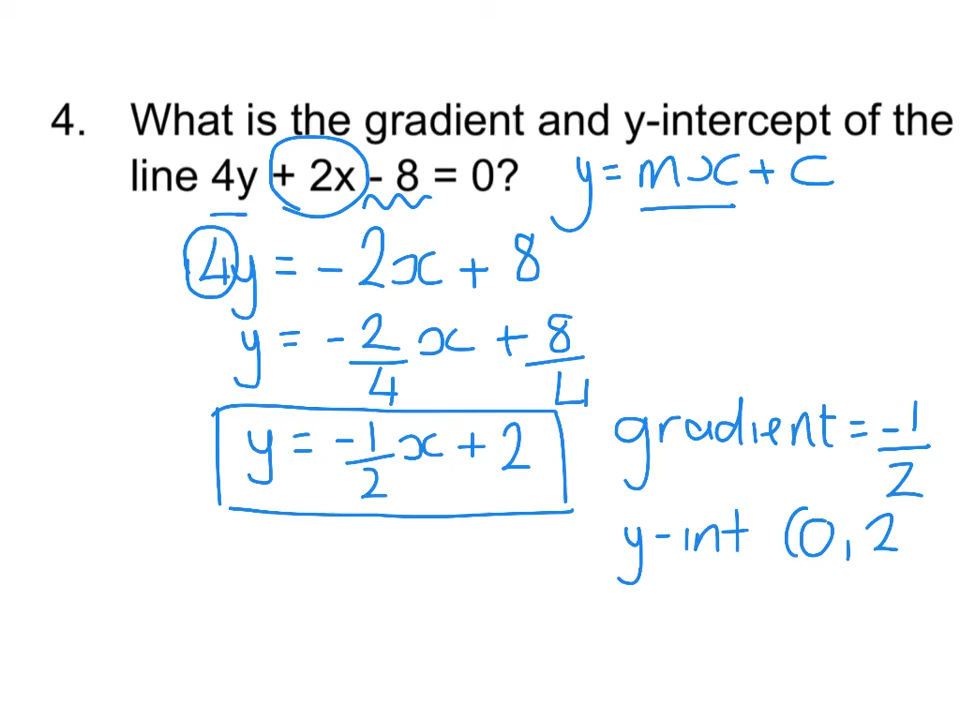 4. What is the gradient and y-intercept of the
line 4y + 2x - 8 = 0? y = mx + c
4y = - 2x + 8
y = - 2/4 x + 8/4
y = -1/2 x + 2
gradient = -1/2
y-int (0, 2